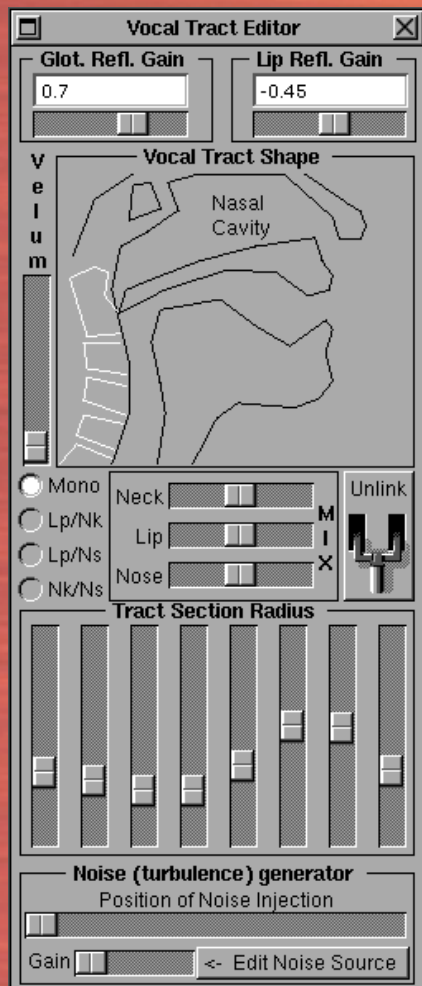 Vocal Tract Editor
Glot. Refl. Gain
Lip Refl. Gain
0.7
-0.45
Velum
Vocal Tract Shape
Nasal
Cavity
Mono
Lp/Nk
Lp/Ns
Nk/Ns
Neck
Lip
Nose
MIX
Unlink
Tract Section Radius
Noise (turbulence) generator
Position of Noise Injection
Gain
<- Edit Noise Source